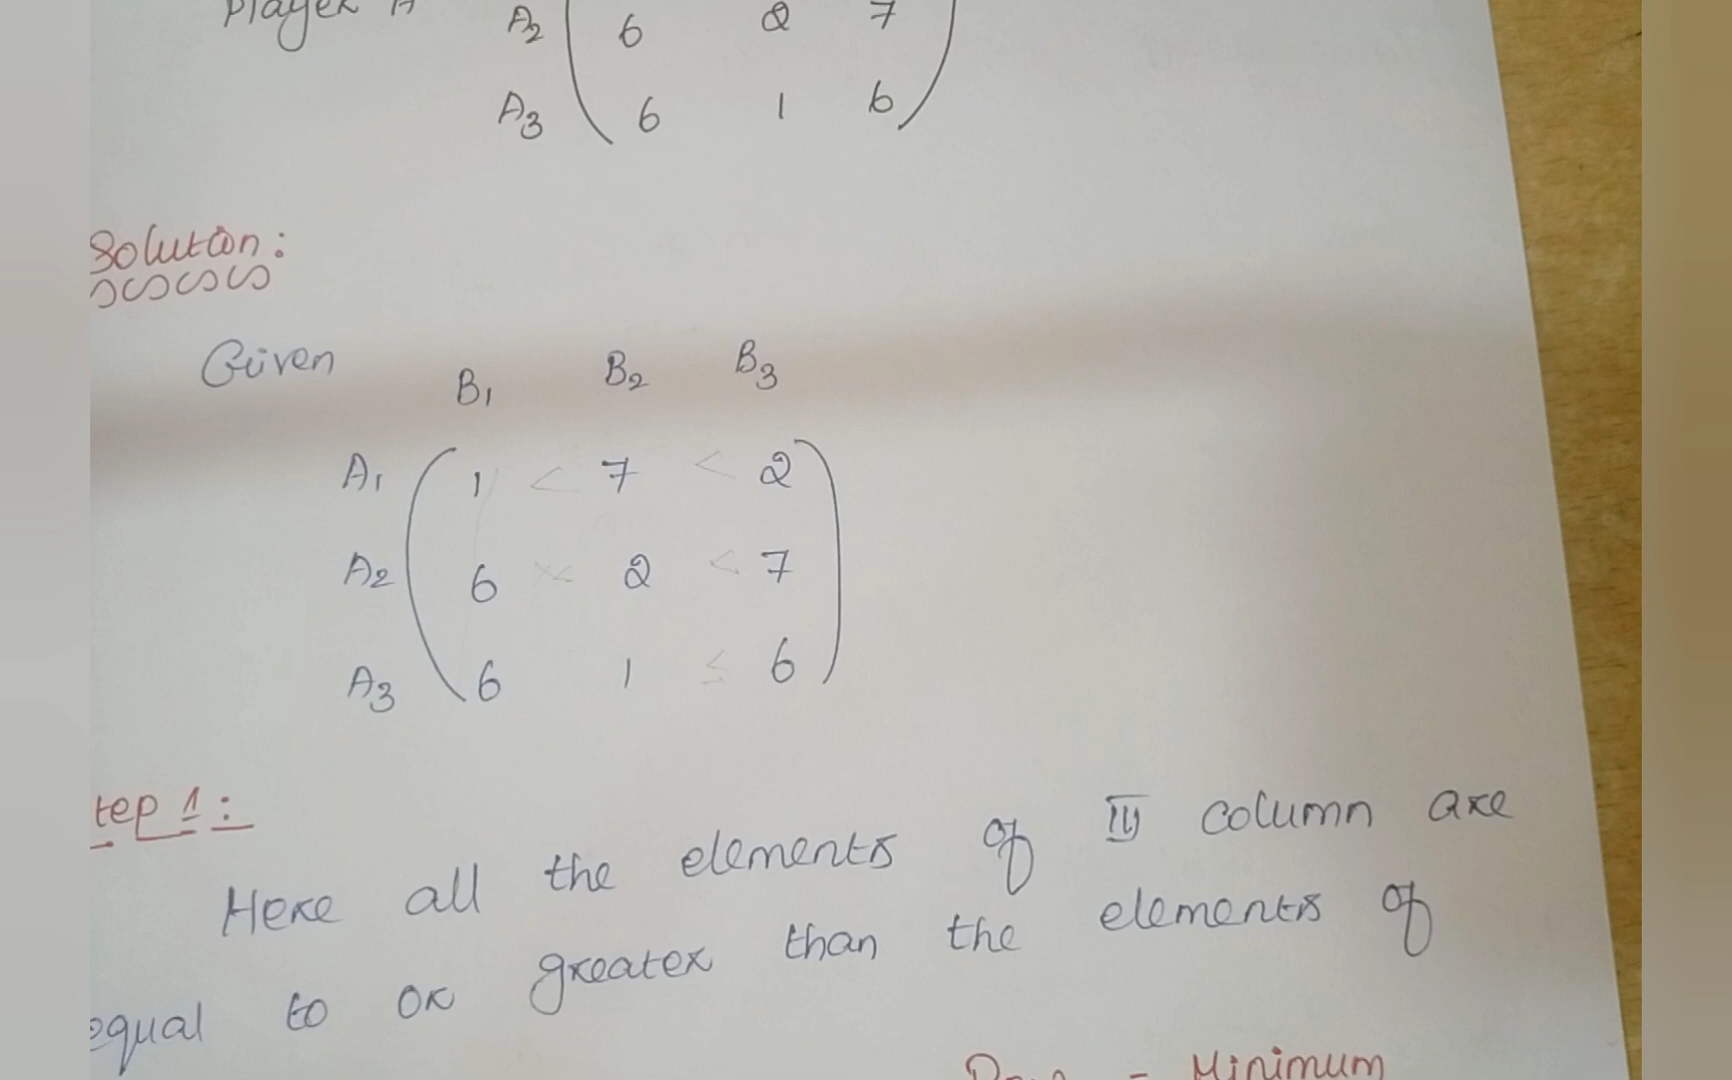 Player A A2 6 2 7
A3 6 1 6
Solution:
Given
B1 B2 B3
A1 1 < 7 < 2
A2 6 2 < 7
A3 6 1 ≤ 6
tep 1:
Here all the elements of III column are
equal to or greater than the elements of
- Minimum